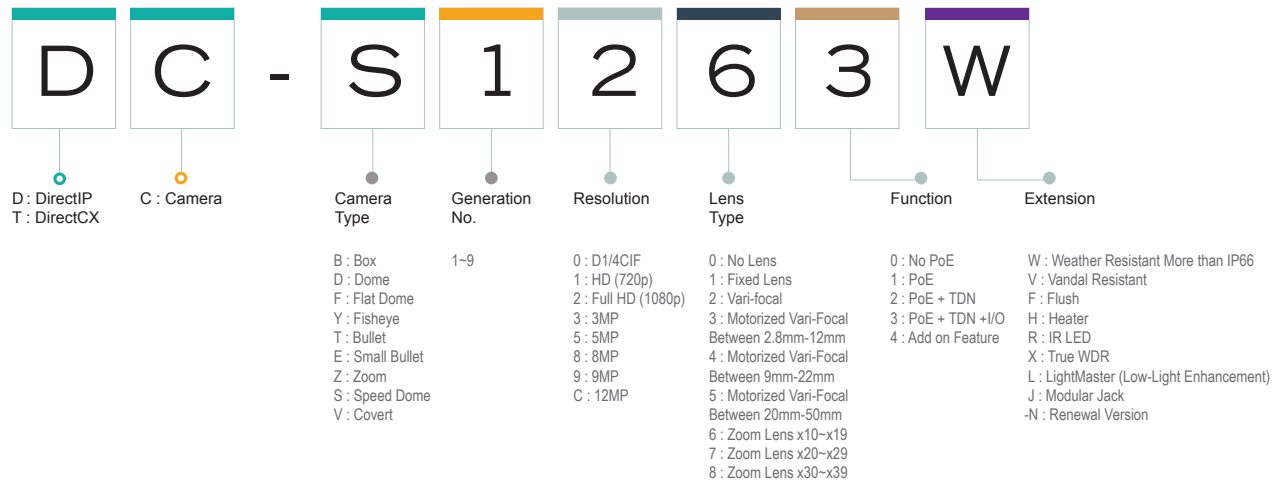 DC-S1263W
D : DirectIP
T : DirectCX
C : Camera
Camera
Type
B : Box
D : Dome
F : Flat Dome
Y : Fisheye
T : Bullet
E : Small Bullet
Z : Zoom
S : Speed Dome
V : Covert
Generation
No.
1~9
Resolution
0 : D1/4CIF
1 : HD (720p)
2 : Full HD (1080p)
3 : 3MP
5 : 5MP
8 : 8MP
9 : 9MP
C : 12MP
Lens
Type
0 : No Lens
1 : Fixed Lens
2 : Vari-focal
3 : Motorized Vari-Focal
Between 2.8mm-12mm
4 : Motorized Vari-Focal
Between 9mm-22mm
5 : Motorized Vari-Focal
Between 20mm-50mm
6 : Zoom Lens x10~x19
7 : Zoom Lens x20~x29
8 : Zoom Lens x30~x39
Function
0 : No PoE
1 : PoE
2 : PoE + TDN
3 : PoE + TDN +I/O
4 : Add on Feature
Extension
W : Weather Resistant More than IP66
V : Vandal Resistant
F : Flush
H : Heater
R : IR LED
X : True WDR
L : LightMaster (Low-Light Enhancement)
J : Modular Jack
-N : Renewal Version